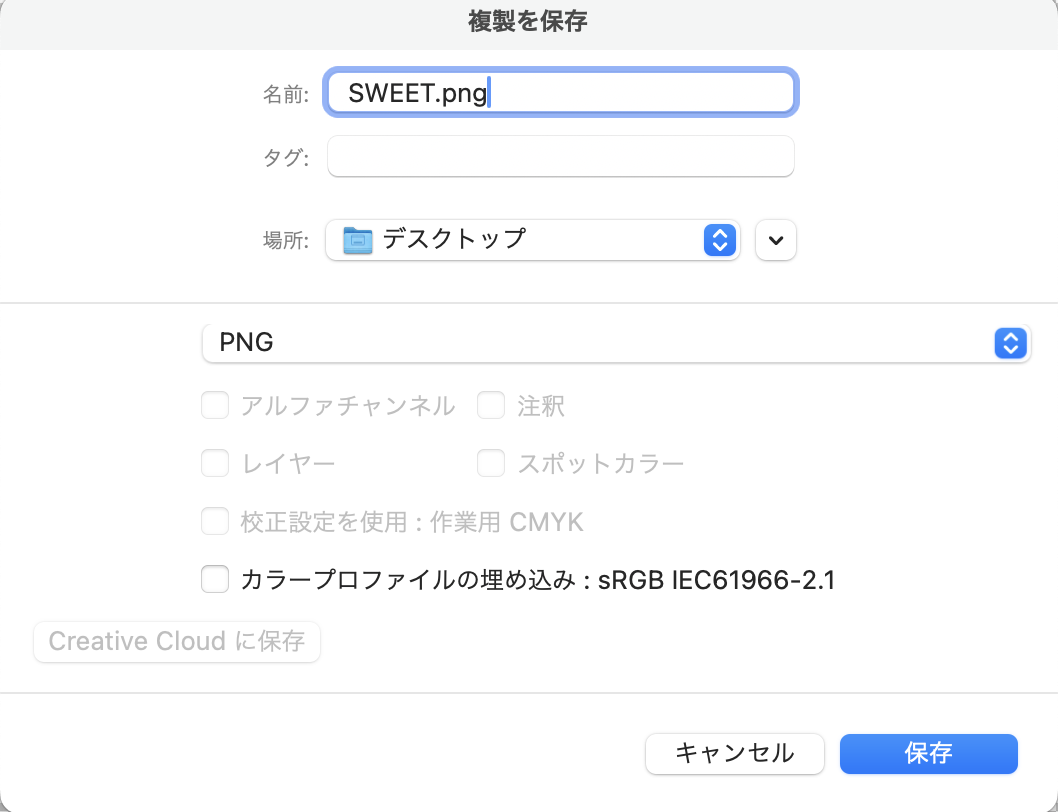 複製を保存
名前: SWEET.png
タグ:
場所: デスクトップ
PNG
アルファチャンネル 注釈
レイヤー スポットカラー
校正設定を使用 : 作業用 CMYK
カラープロファイルの埋め込み : sRGB IEC61966-2.1
Creative Cloud に保存
キャンセル 保存